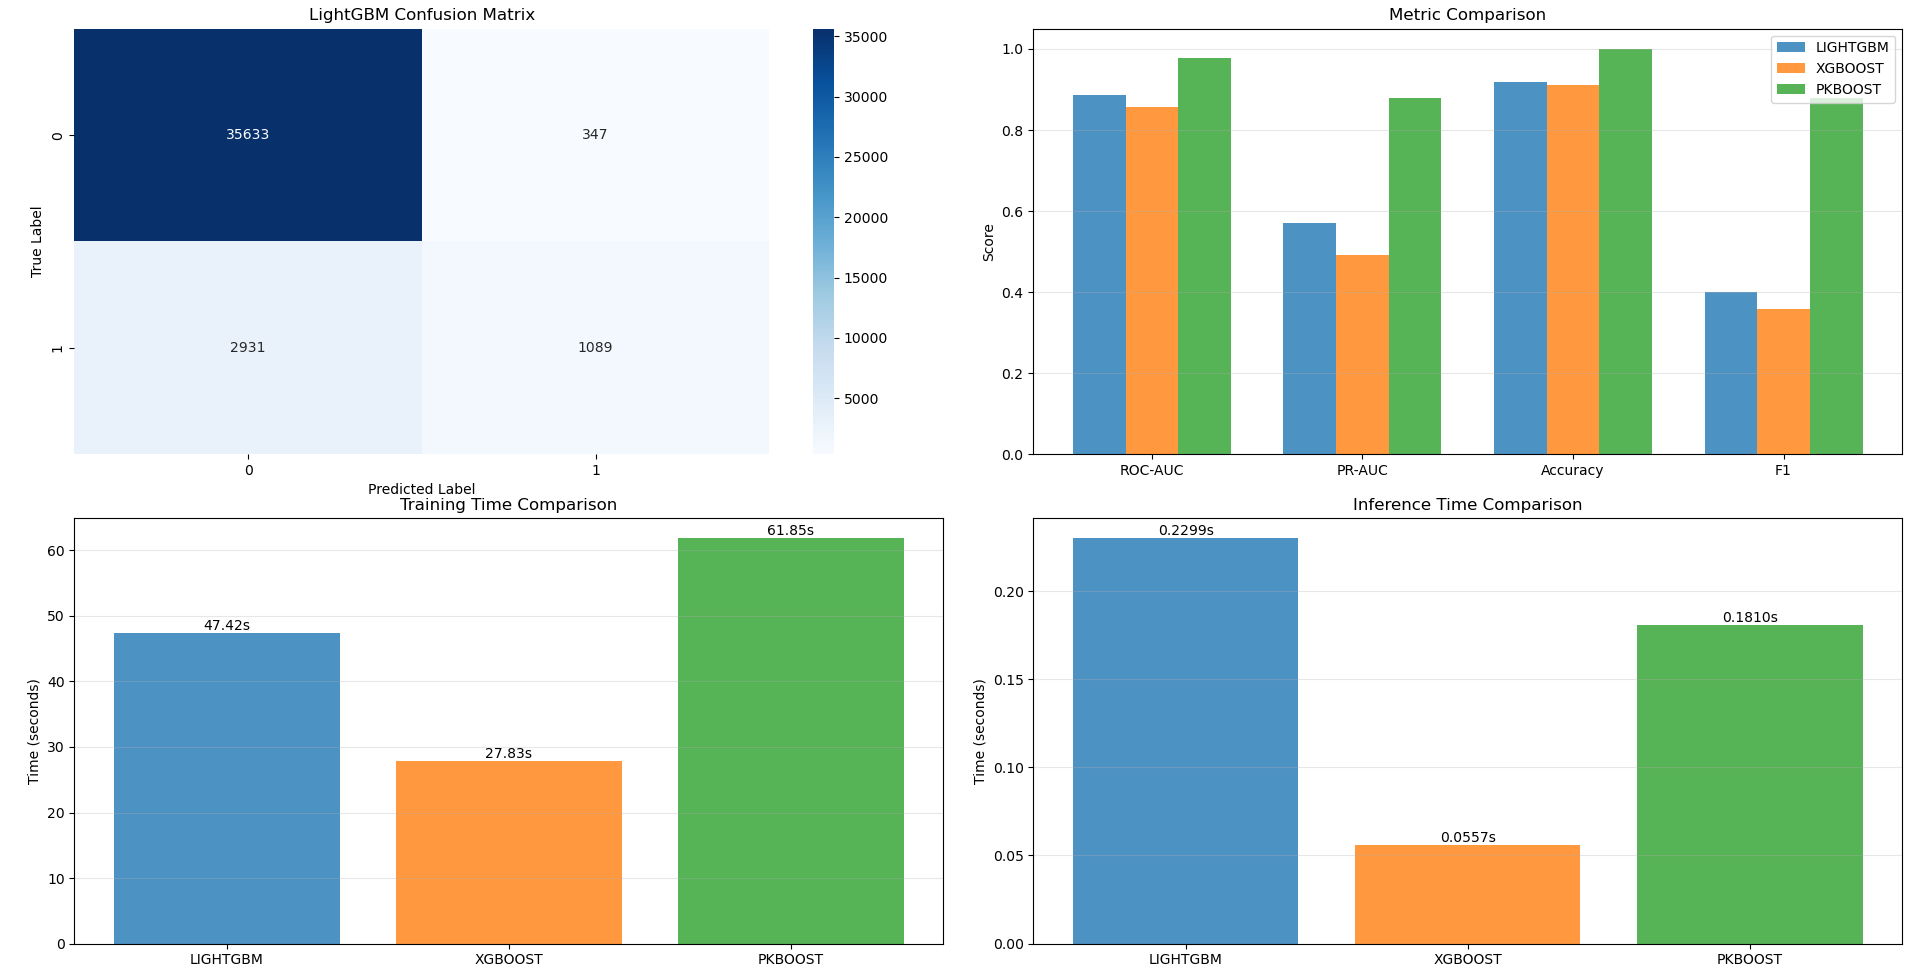 LightGBM Confusion Matrix
35633
347
2931
1089
0
1
True Label
0
1
Predicted Label
35000
30000
25000
20000
15000
10000
5000
Metric Comparison
LIGHTGBM
XGBOOST
PKBOOST
Score
1.0
0.8
0.6
0.4
0.2
0.0
ROC-AUC
PR-AUC
Accuracy
F1
Training Time Comparison
61.85s
47.42s
27.83s
Time (seconds)
60
50
40
30
20
10
0
LIGHTGBM
XGBOOST
PKBOOST
Inference Time Comparison
0.2299s
0.1810s
0.0557s
Time (seconds)
0.20
0.15
0.10
0.05
0.00
LIGHTGBM
XGBOOST
PKBOOST